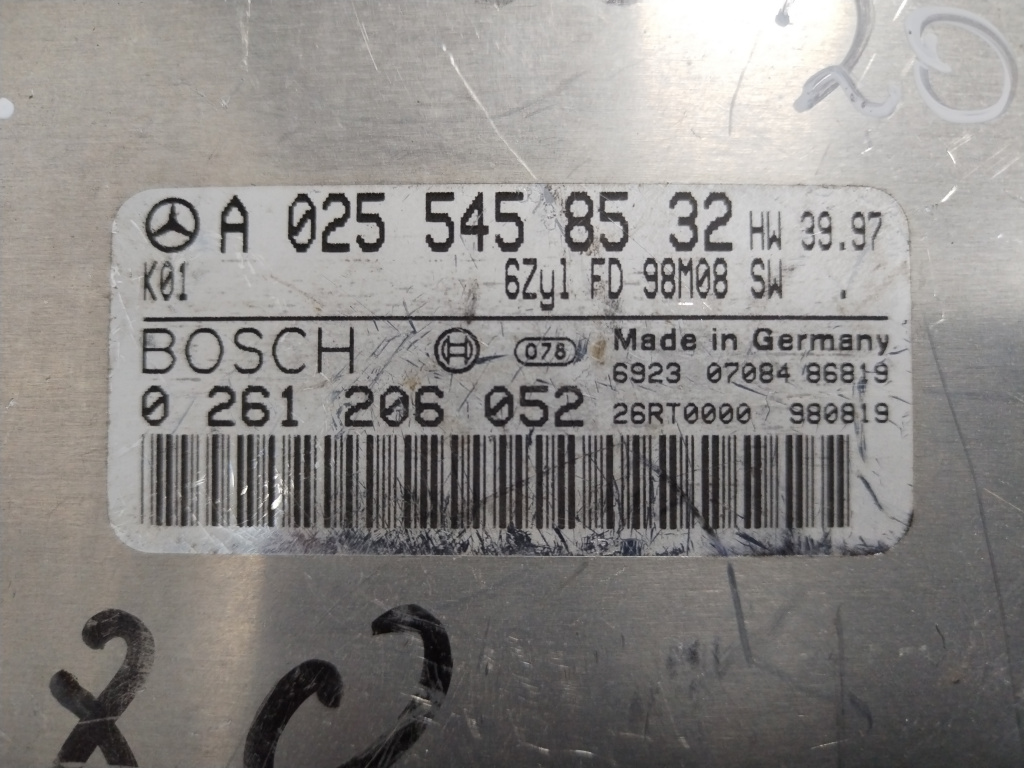 20
A 025 545 85 32 HW 39.97
K01 6Zyl FD 98M08 SW .
BOSCH 078 Made in Germany
6923 07084 86819
0 261 206 052 26RT0000 980819